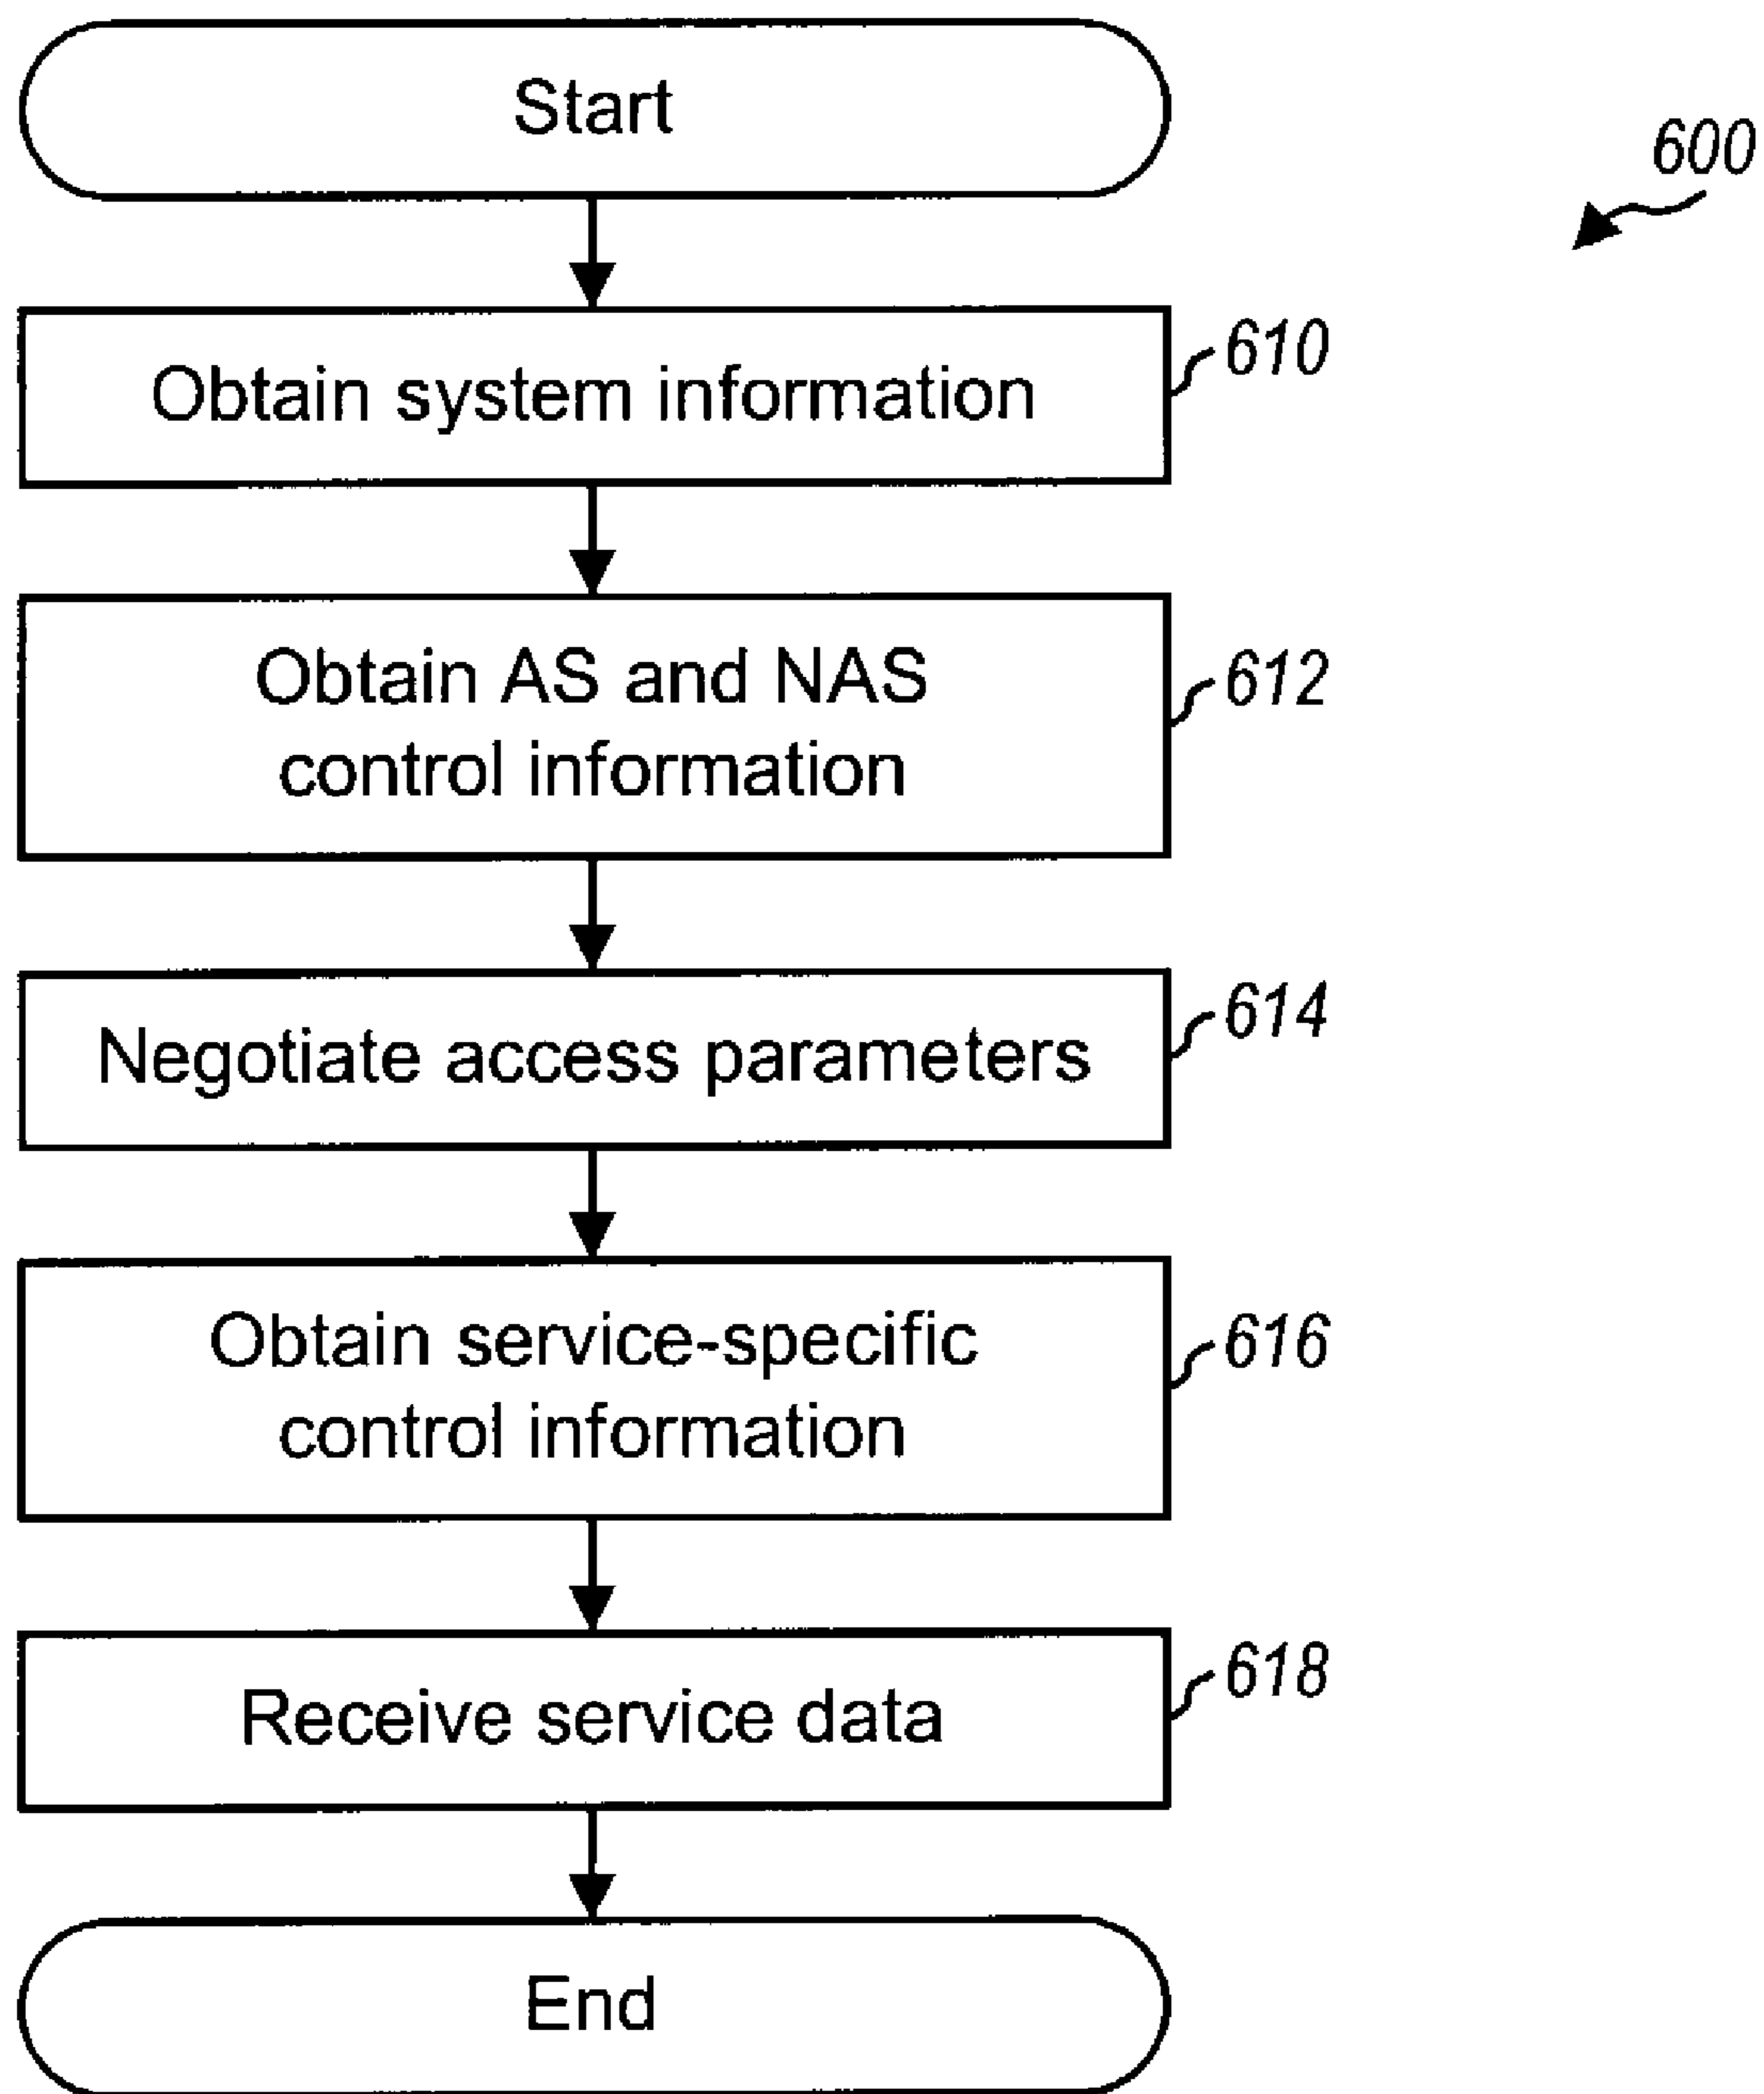 Start
600
Obtain system information
610
Obtain AS and NAS
control information
612
Negotiate access parameters
614
Obtain service-specific
control information
616
Receive service data
618
End